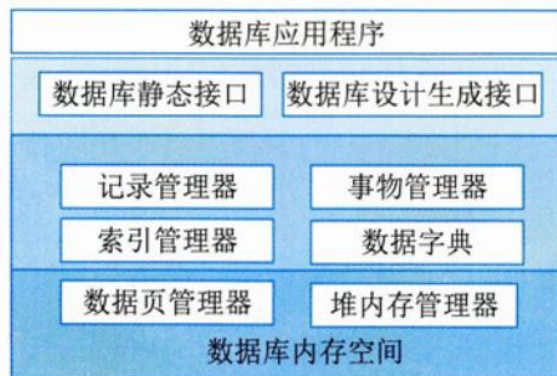 数据库应用程序
数据库静态接口 数据库设计生成接口
记录管理器 事物管理器
索引管理器 数据字典
数据页管理器 堆内存管理器
数据库内存空间